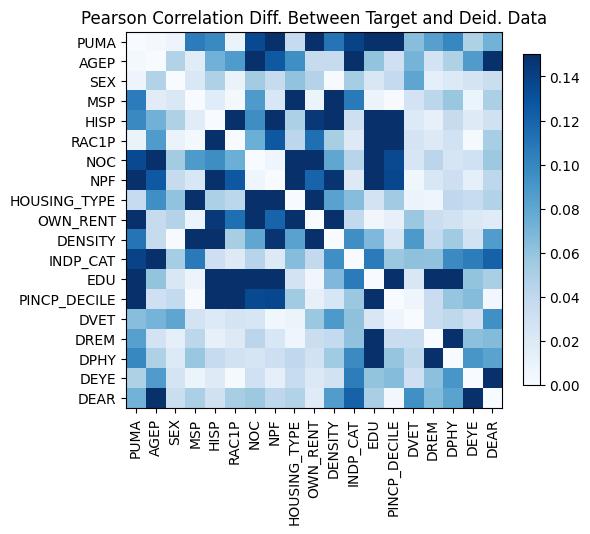 Pearson Correlation Diff. Between Target and Deid. Data
PUMA
AGEP
SEX
MSP
HISP
RAC1P
NOC
NPF
HOUSING_TYPE
OWN_RENT
DENSITY
INDP_CAT
EDU
PINCP_DECILE
DVET
DREM
DPHY
DEYE
DEAR
PUMA
AGEP
SEX
MSP
HISP
RAC1P
NOC
NPF
HOUSING_TYPE
OWN_RENT
DENSITY
INDP_CAT
EDU
PINCP_DECILE
DVET
DREM
DPHY
DEYE
DEAR
0.14
0.12
0.10
0.08
0.06
0.04
0.02
0.00